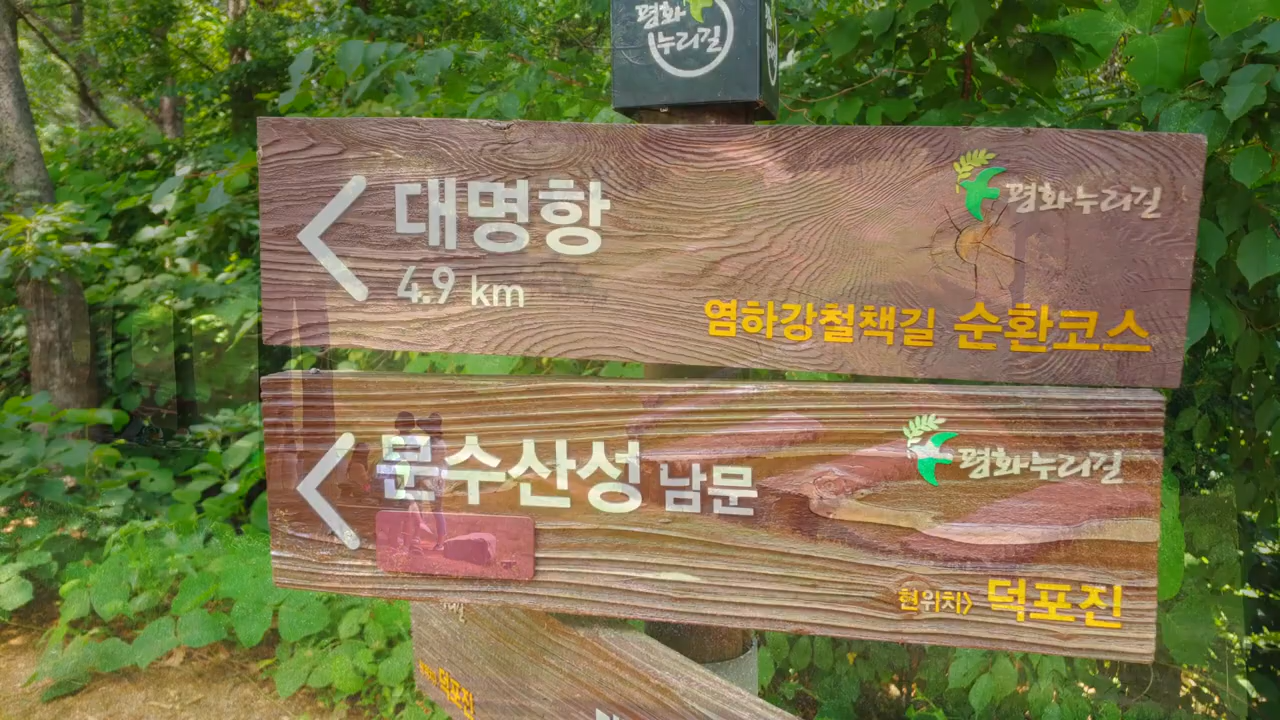 평화
누리길
대명항
4.9 km
평화누리길
염하강철책길 순환코스
문수산성 남문
평화누리길
현위치> 덕포진
덕포진